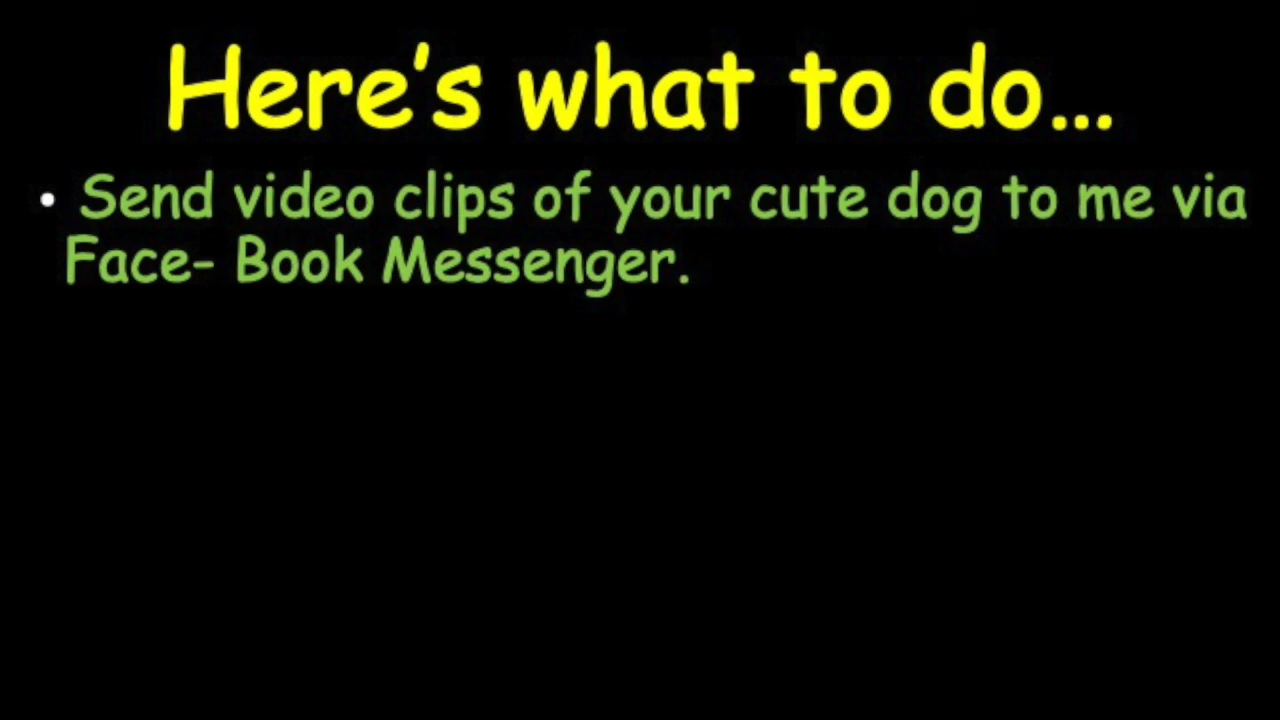 Here’s what to do…
• Send video clips of your cute dog to me via
Face- Book Messenger.